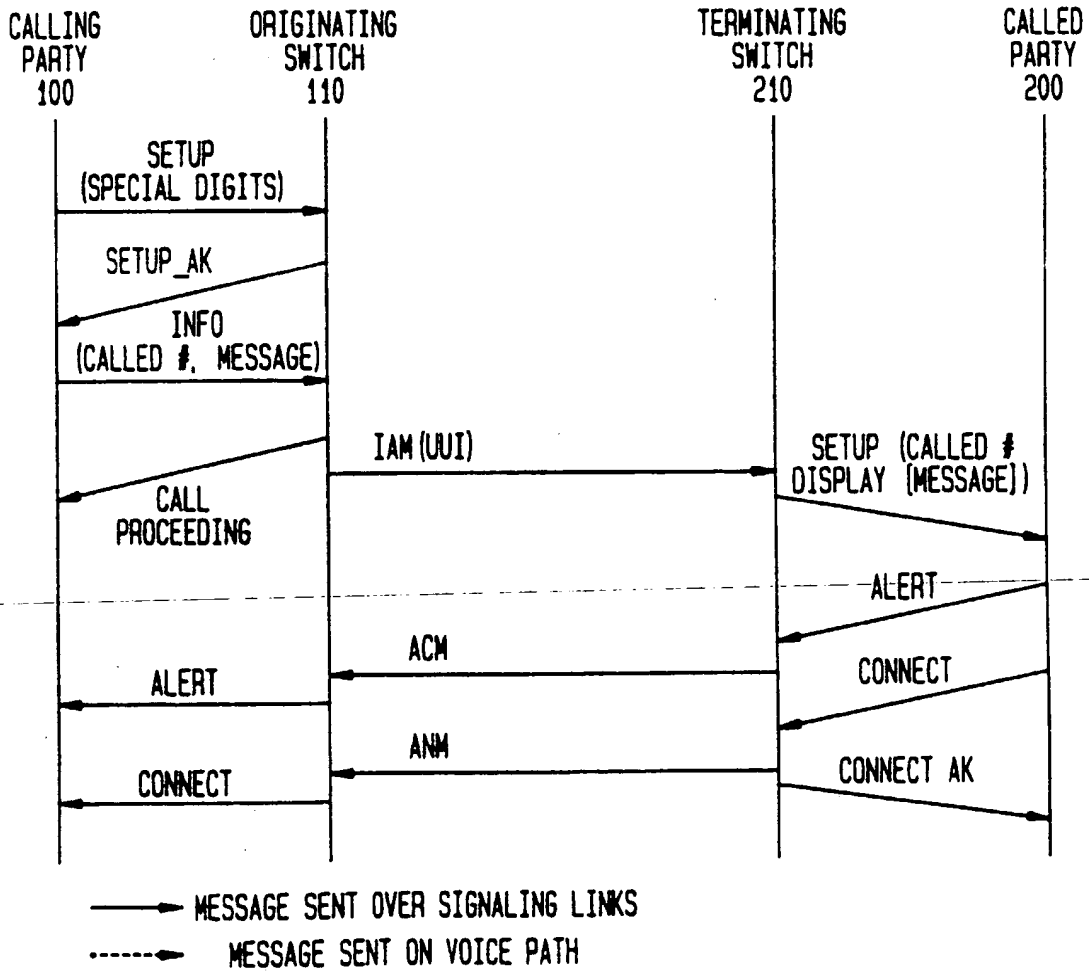 CALLING
PARTY
100
ORIGINATING
SWITCH
110
TERMINATING
SWITCH
210
CALLED
PARTY
200
SETUP
(SPECIAL DIGITS)
SETUP_AK
INFO
(CALLED #, MESSAGE)
IAM (UUI)
SETUP (CALLED #
DISPLAY [MESSAGE])
CALL
PROCEEDING
ALERT
ACM
CONNECT
ALERT
ANM
CONNECT AK
CONNECT
MESSAGE SENT OVER SIGNALING LINKS
MESSAGE SENT ON VOICE PATH